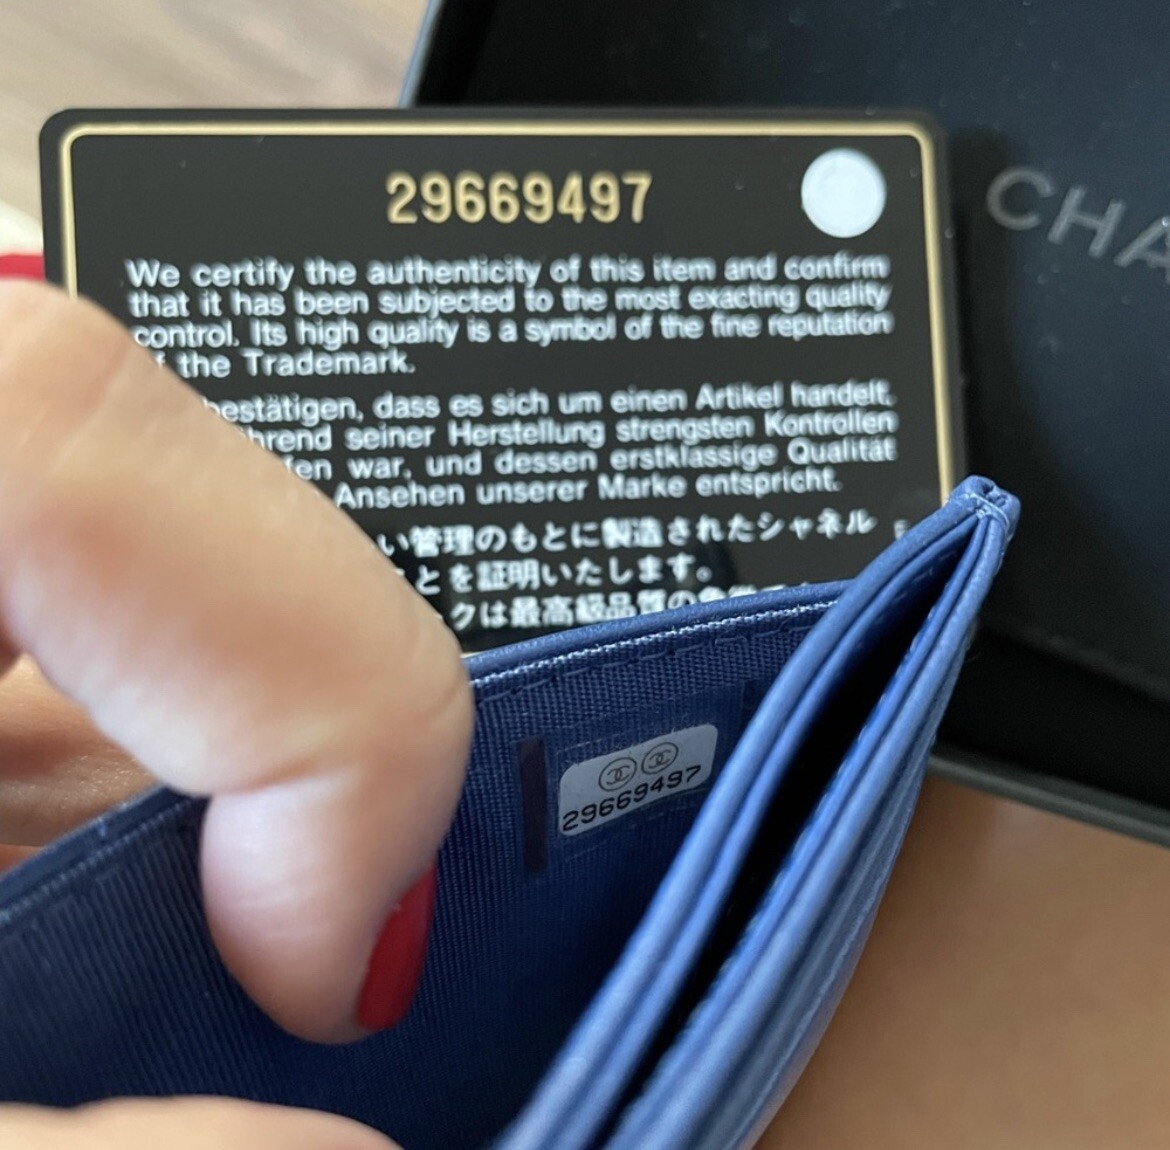 29669497
CHA
We certify the authenticity of this item and confirm
that it has been subjected to the most exacting quality
control. Its high quality is a symbol of the fine reputation
the Trademark.
bestätigen, dass es sich um einen Artikel handelt,
hrend seiner Herstellung strengsten Kontrollen
fen war, und dessen erstklassige Qualität
Ansehen unserer Marke entspricht.
い管理のもとに製造されたシャネル
とを証明いたします。
クは最高級品質の
29669497